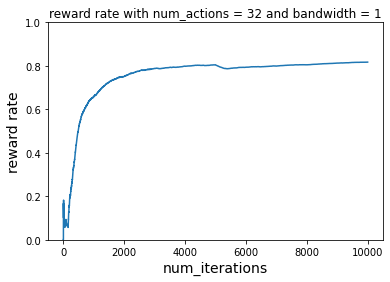 reward rate with num_actions = 32 and bandwidth = 1
1.0
0.8
0.6
0.4
0.2
0.0
reward rate
0 2000 4000 6000 8000 10000
num_iterations